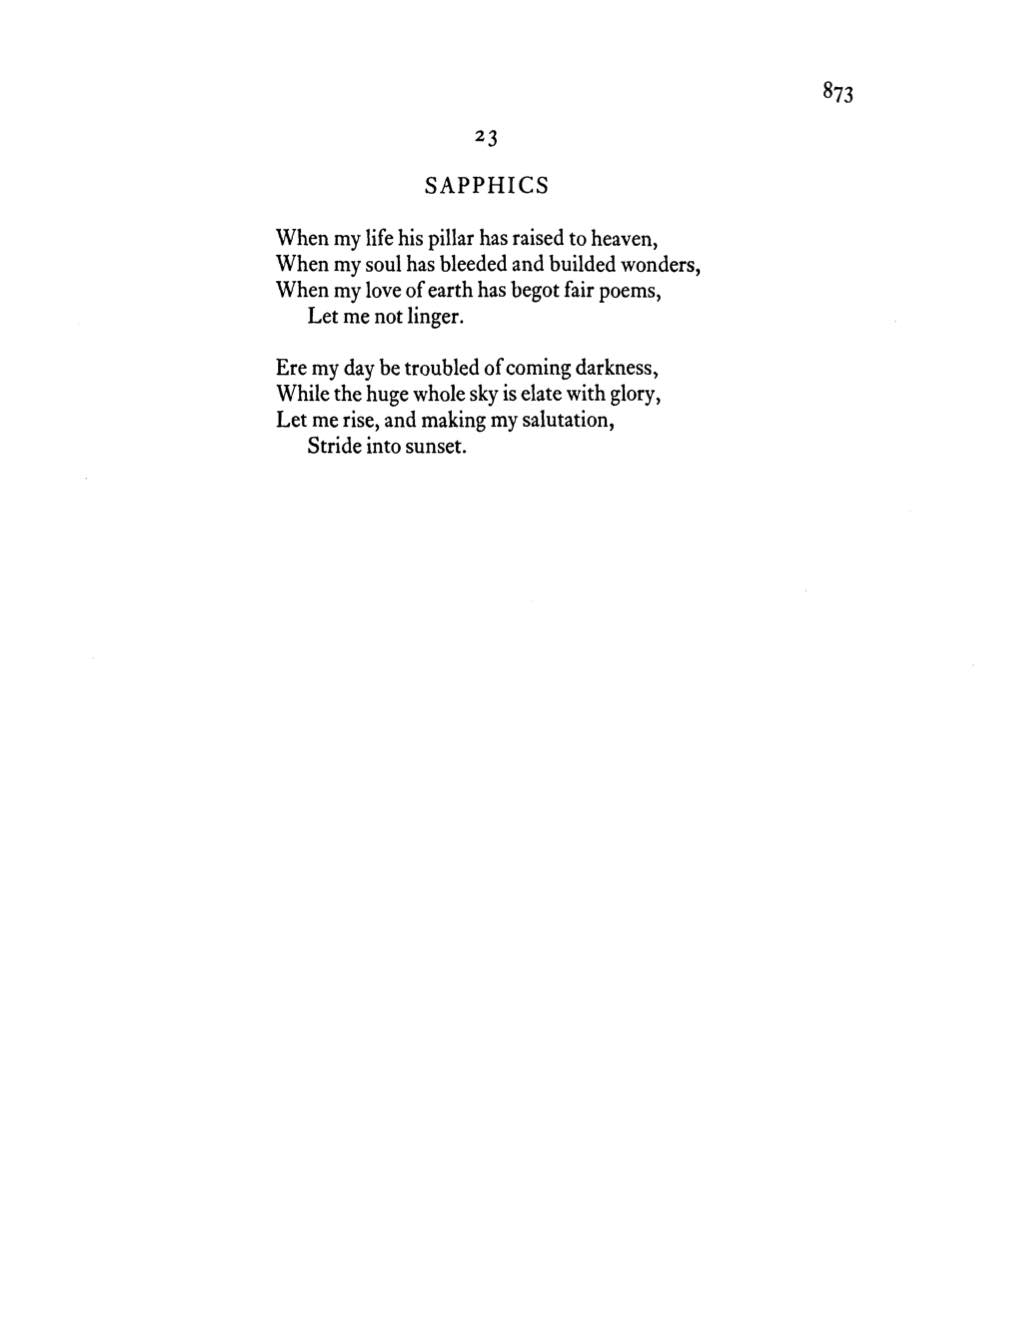 873
23
SAPPHICS
When my life his pillar has raised to heaven,
When my soul has bleeded and builded wonders,
When my love of earth has begot fair poems,
Let me not linger.
Ere my day be troubled of coming darkness,
While the huge whole sky is elate with glory,
Let me rise, and making my salutation,
Stride into sunset.